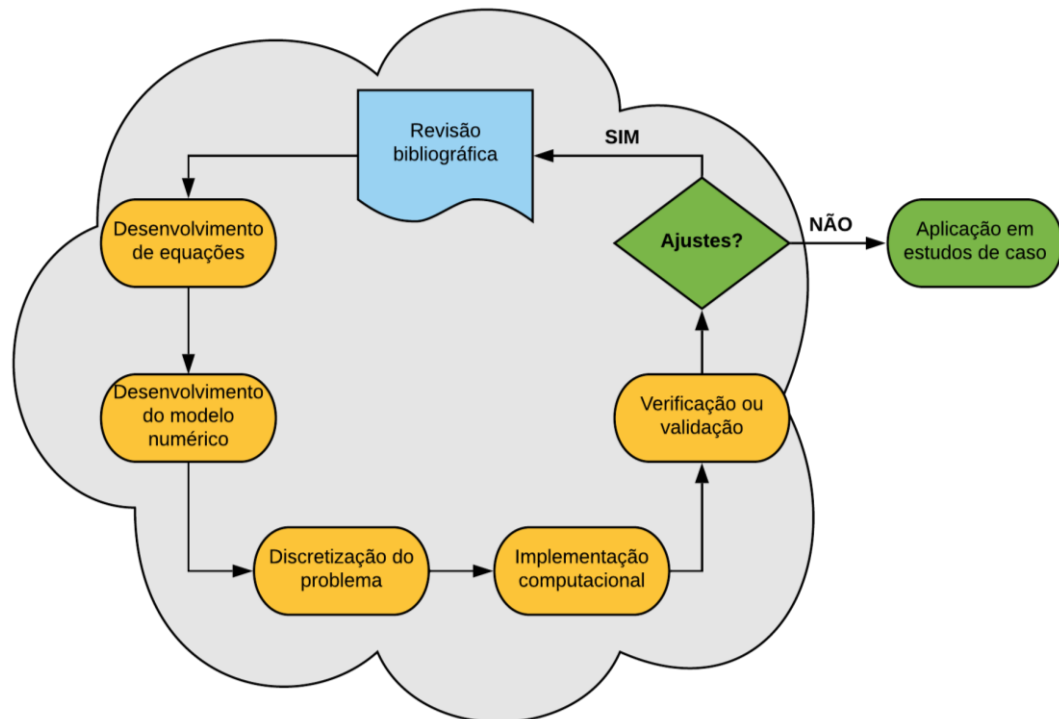 Revisão
bibliográfica
SIM
Ajustes?
NÃO
Aplicação em
estudos de caso
Desenvolvimento
de equações
Desenvolvimento
do modelo
numérico
Verificação ou
validação
Discretização do
problema
Implementação
computacional